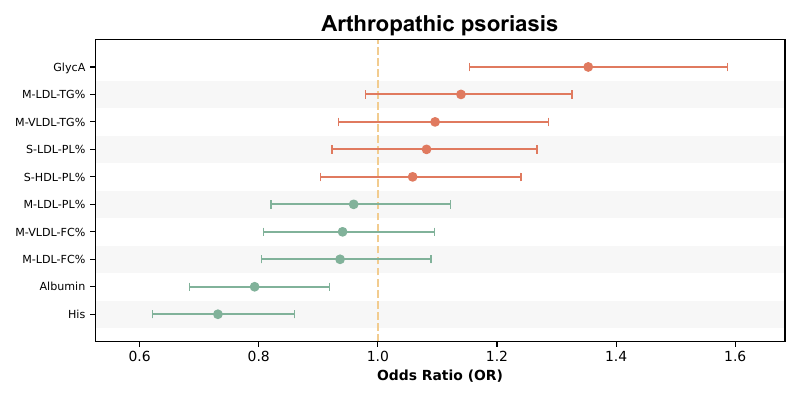 Arthropathic psoriasis
GlycA
M-LDL-TG%
M-VLDL-TG%
S-LDL-PL%
S-HDL-PL%
M-LDL-PL%
M-VLDL-FC%
M-LDL-FC%
Albumin
His
0.6 0.8 1.0 1.2 1.4 1.6
Odds Ratio (OR)